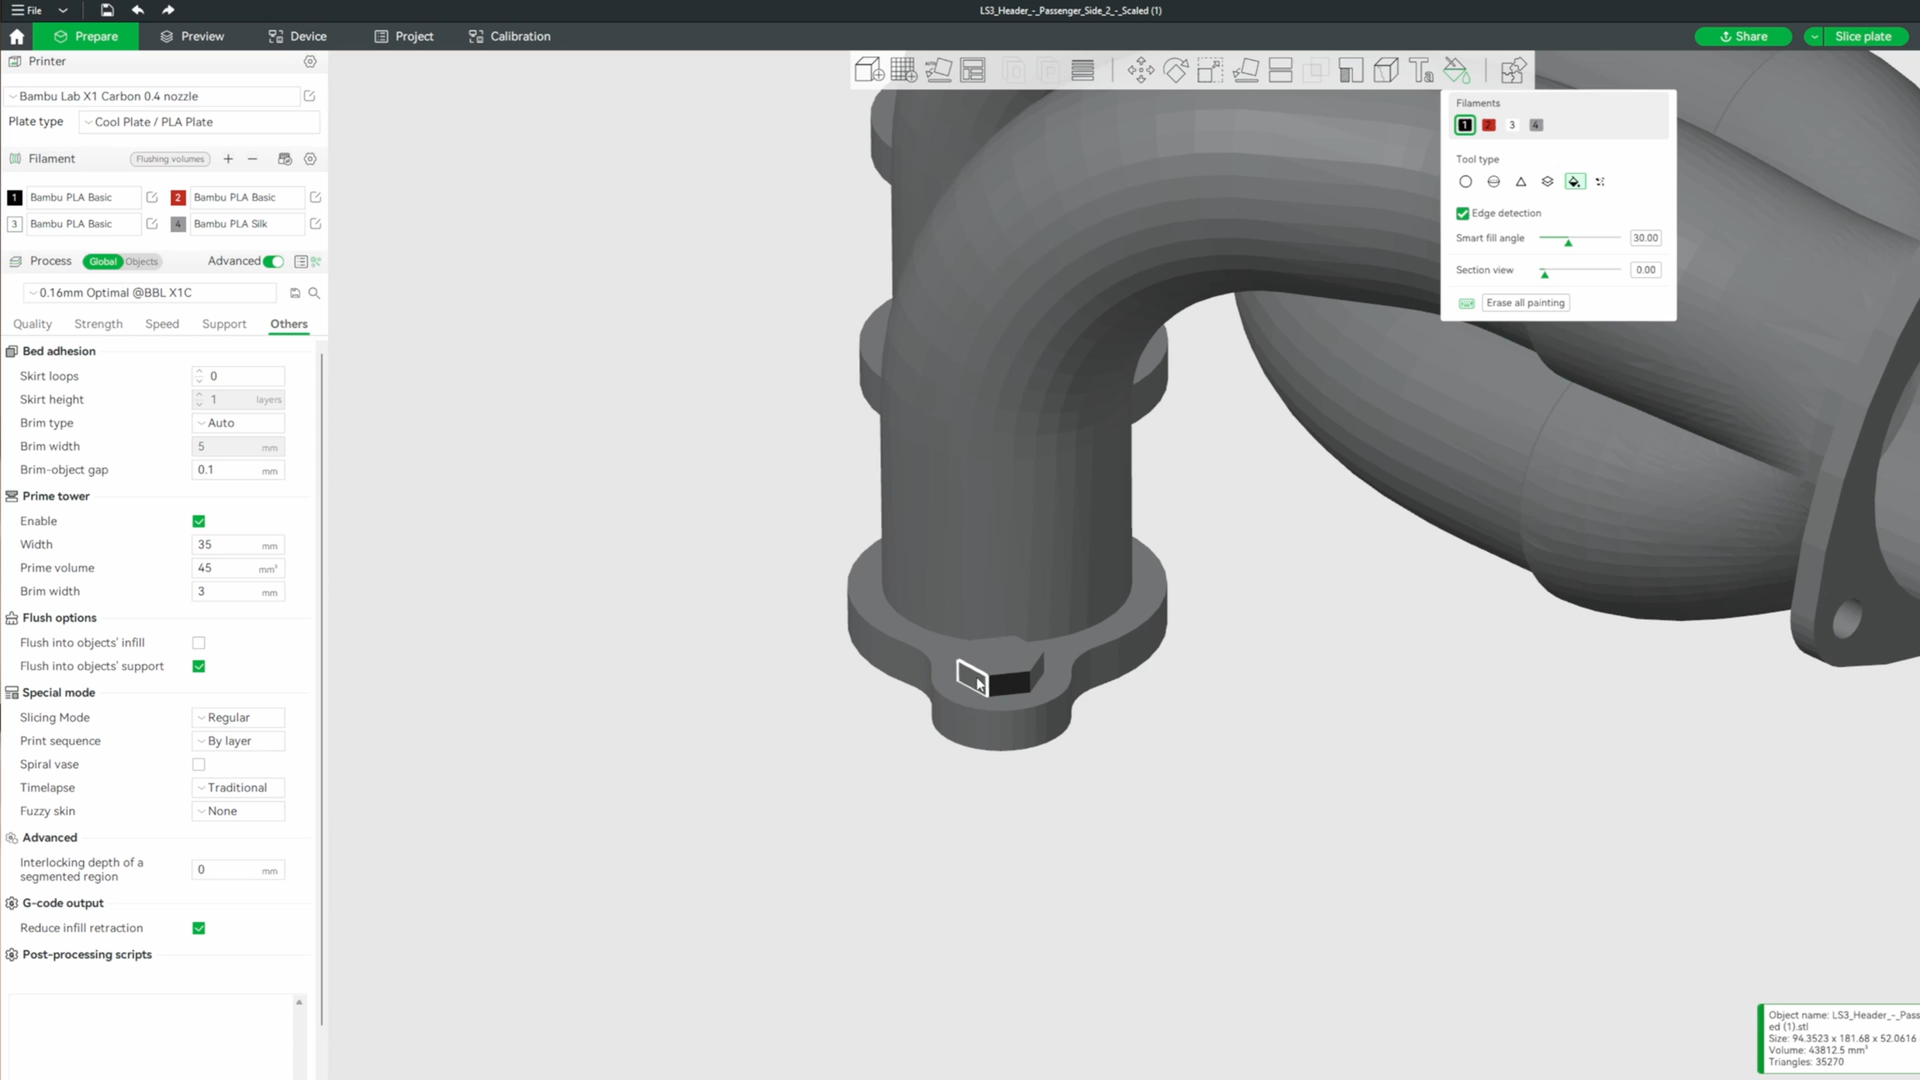 File
LS3_Header_-_Passenger_Side_2_-_Scaled (1)
Prepare
Preview
Device
Project
Calibration
Share
Slice plate
Printer
Bambu Lab X1 Carbon 0.4 nozzle
Plate type
Cool Plate / PLA Plate
Filament
Flushing volumes
1 Bambu PLA Basic
2 Bambu PLA Basic
3 Bambu PLA Basic
4 Bambu PLA Silk
Process
Global
Objects
Advanced
0.16mm Optimal @BBL X1C
Quality
Strength
Speed
Support
Others
Bed adhesion
Skirt loops 0
Skirt height 1 layers
Brim type Auto
Brim width 5 mm
Brim-object gap 0.1 mm
Prime tower
Enable
Width 35 mm
Prime volume 45 mm³
Brim width 3 mm
Flush options
Flush into objects' infill
Flush into objects' support
Special mode
Slicing Mode Regular
Print sequence By layer
Spiral vase
Timelapse Traditional
Fuzzy skin None
Advanced
Interlocking depth of a
segmented region 0 mm
G-code output
Reduce infill retraction
Post-processing scripts
Filaments
1 2 3 4
Tool type
Edge detection
Smart fill angle 30.00
Section view 0.00
Erase all painting
Object name: LS3_Header_-_Pass
ed (1).stl
Size: 94.3523 x 181.68 x 52.0616
Volume: 43812.5 mm³
Triangles: 35270